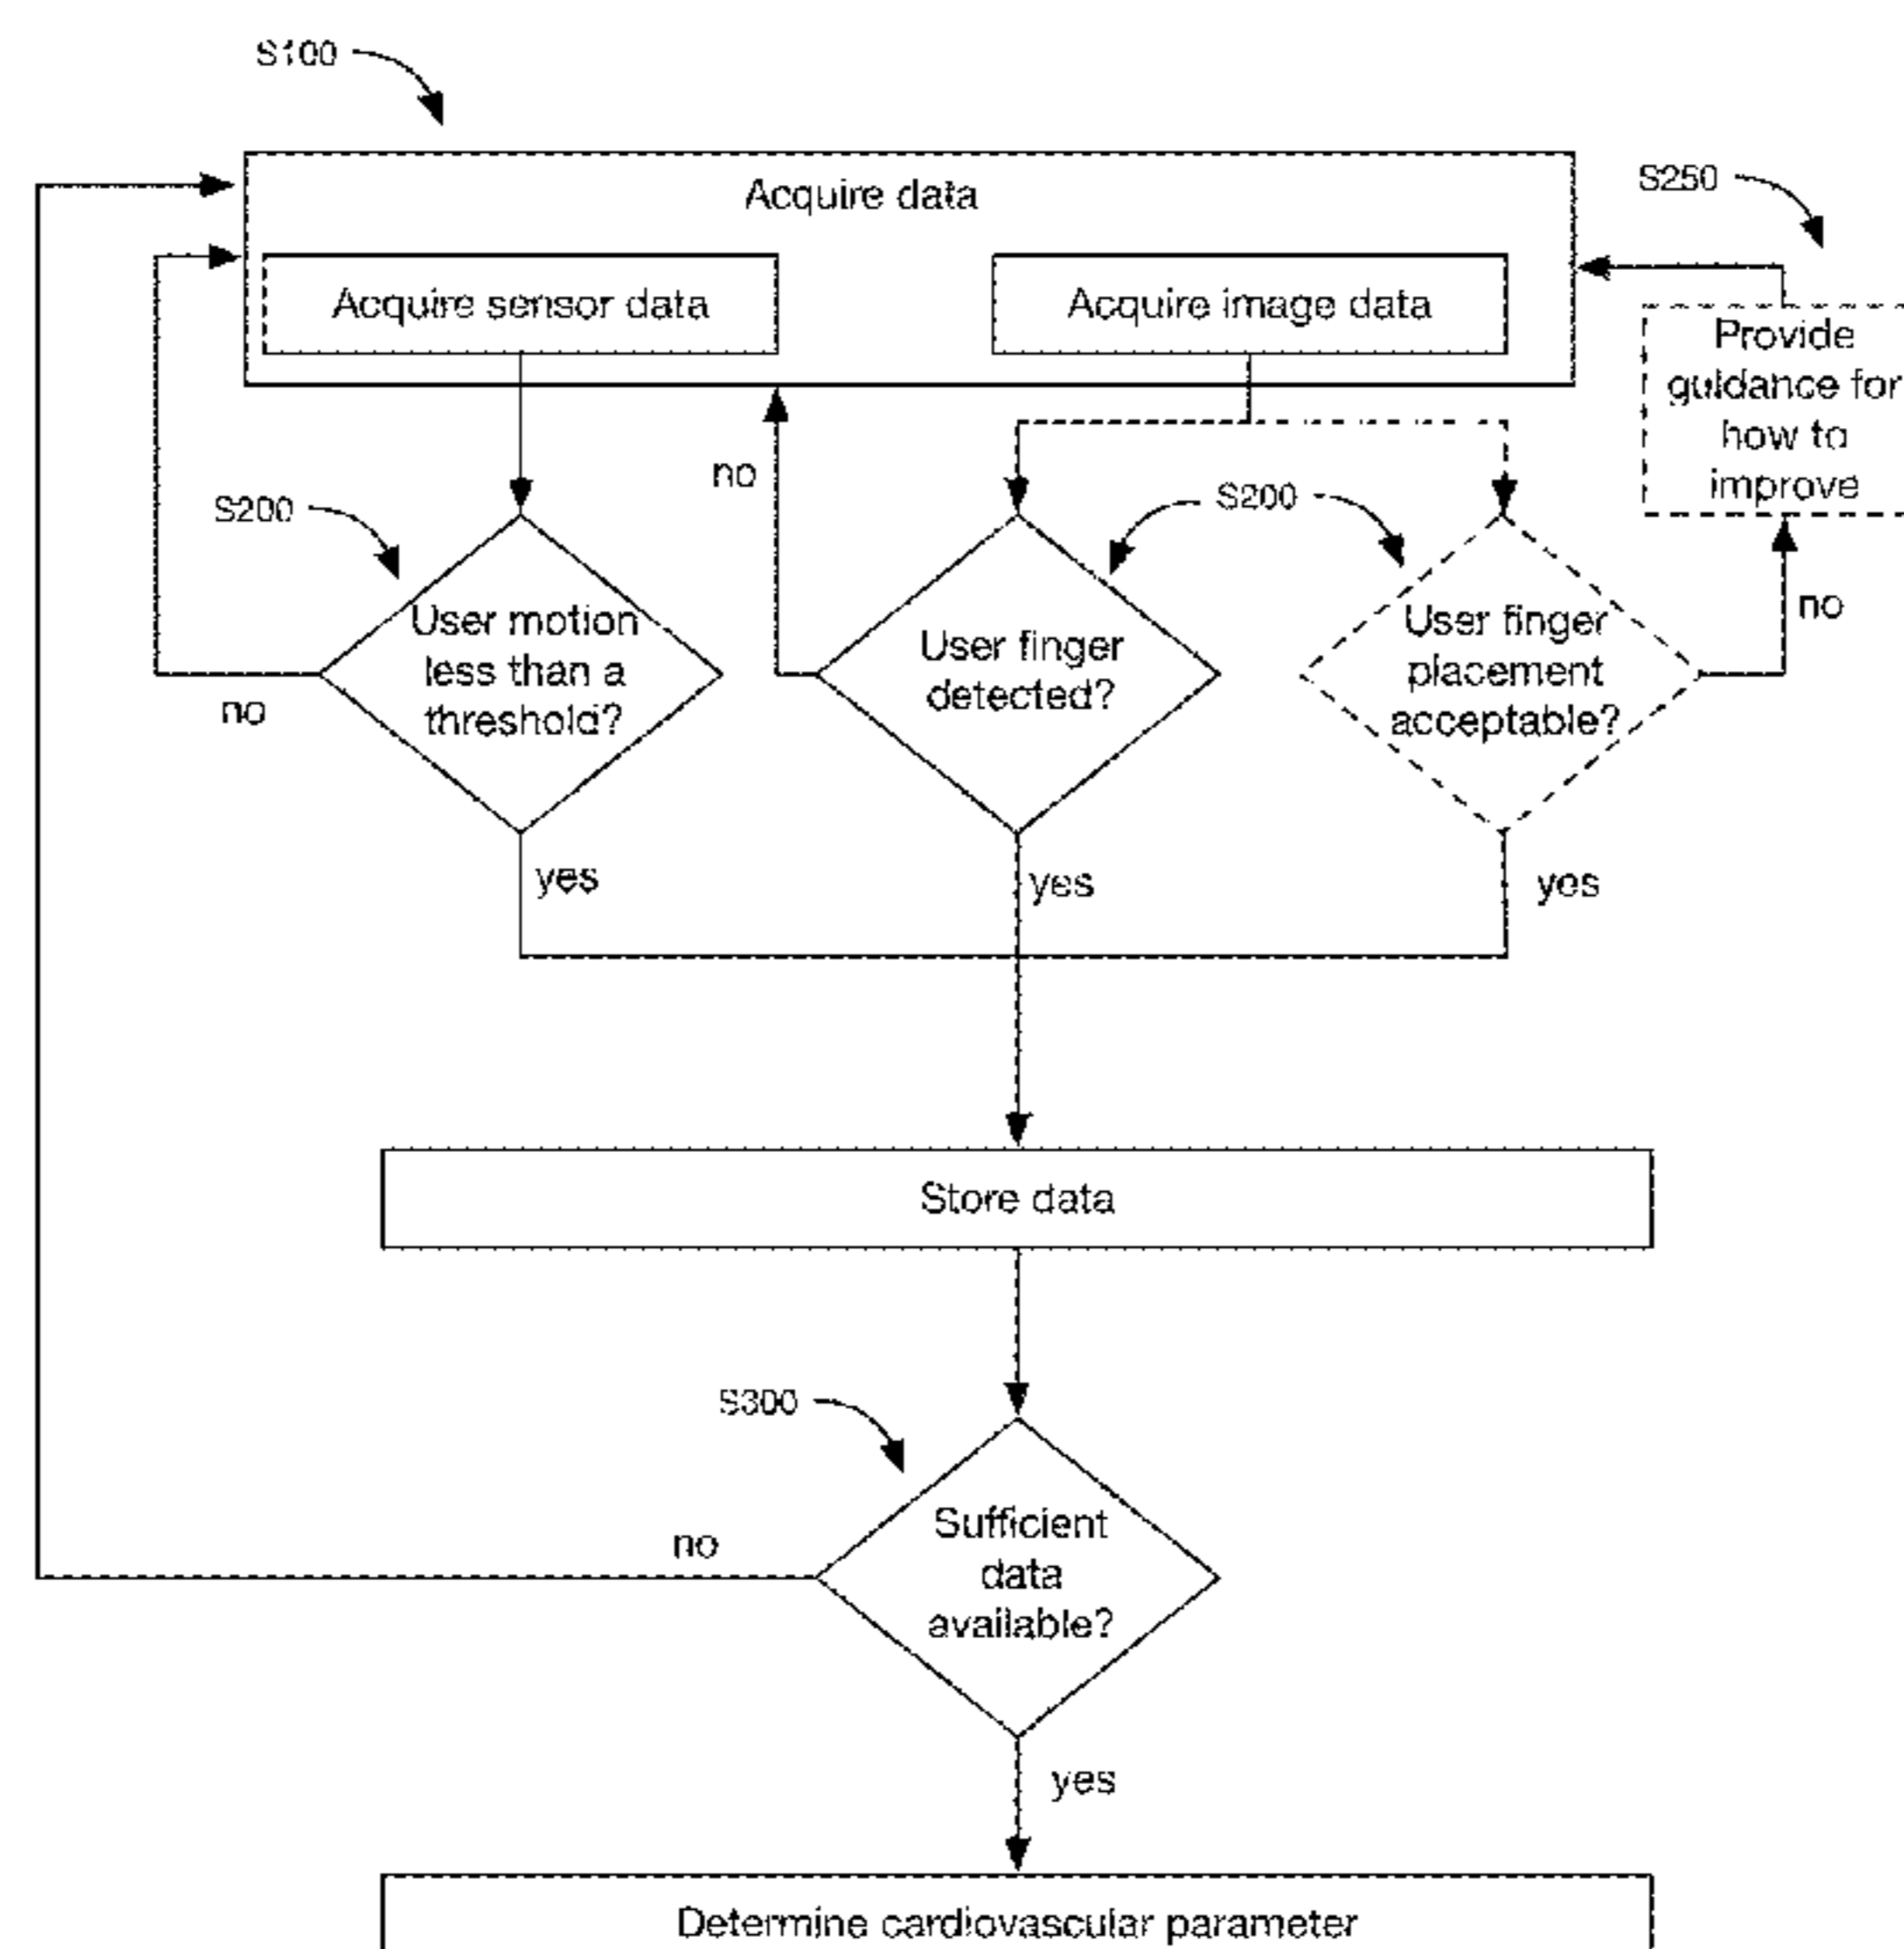 S100
Acquire data
S250
Acquire sensor data
Acquire image data
Provide
guidance for
how to
improve
no
S200
S200
no
User motion
less than a
threshold?
User finger
detected?
User finger
placement
acceptable?
no
yes
yes
yes
Store data
S300
Sufficient
data
available?
no
yes
Determine cardiovascular parameter